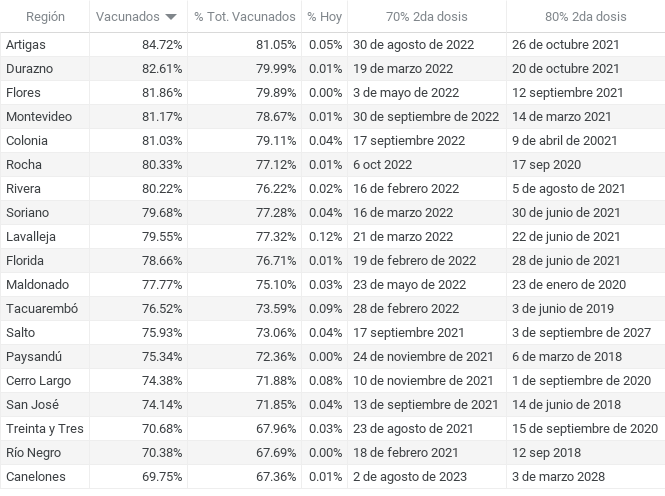 Región Vacunados % Tot. Vacunados % Hoy 70% 2da dosis 80% 2da dosis
Artigas 84.72% 81.05% 0.05% 30 de agosto de 2022 26 de octubre 2021
Durazno 82.61% 79.99% 0.01% 19 de marzo 2022 20 de octubre 2021
Flores 81.86% 79.89% 0.00% 3 de mayo de 2022 12 septiembre 2021
Montevideo 81.17% 78.67% 0.01% 30 de septiembre de 2022 14 de marzo 2021
Colonia 81.03% 79.11% 0.04% 17 septiembre 2022 9 de abril de 20021
Rocha 80.33% 77.12% 0.01% 6 oct 2022 17 sep 2020
Rivera 80.22% 76.22% 0.02% 16 de febrero 2022 5 de agosto de 2021
Soriano 79.68% 77.28% 0.04% 16 de marzo 2022 30 de junio de 2021
Lavalleja 79.55% 77.32% 0.12% 21 de marzo 2022 22 de junio de 2021
Florida 78.66% 76.71% 0.01% 19 de febrero de 2022 28 de junio de 2021
Maldonado 77.77% 75.10% 0.03% 23 de mayo de 2022 23 de enero de 2020
Tacuarembó 76.52% 73.59% 0.09% 28 de febrero 2022 3 de junio de 2019
Salto 75.93% 73.06% 0.04% 17 septiembre 2021 3 de septiembre de 2027
Paysandú 75.34% 72.36% 0.00% 24 de noviembre de 2021 6 de marzo de 2018
Cerro Largo 74.38% 71.88% 0.08% 10 de noviembre de 2021 1 de septiembre de 2020
San José 74.14% 71.85% 0.04% 13 de septiembre de 2021 14 de junio de 2018
Treinta y Tres 70.68% 67.96% 0.03% 23 de agosto de 2021 15 de septiembre de 2020
Río Negro 70.38% 67.69% 0.00% 18 de febrero 2021 12 sep 2018
Canelones 69.75% 67.36% 0.01% 2 de agosto de 2023 3 de marzo 2028